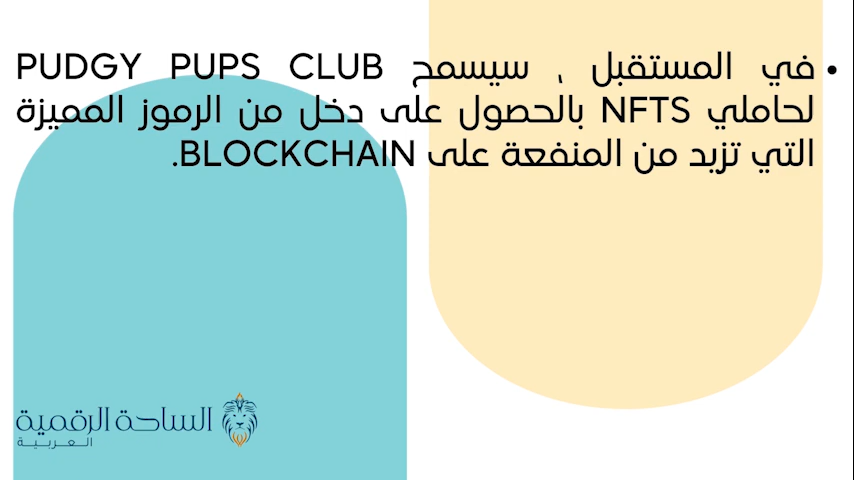 • في المستقبل ، سيسمح PUDGY PUPS CLUB
لحاملي NFTS بالحصول على دخل من الرموز المميزة
التي تزيد من المنفعة على BLOCKCHAIN.
الساحة الرقمية
العربية